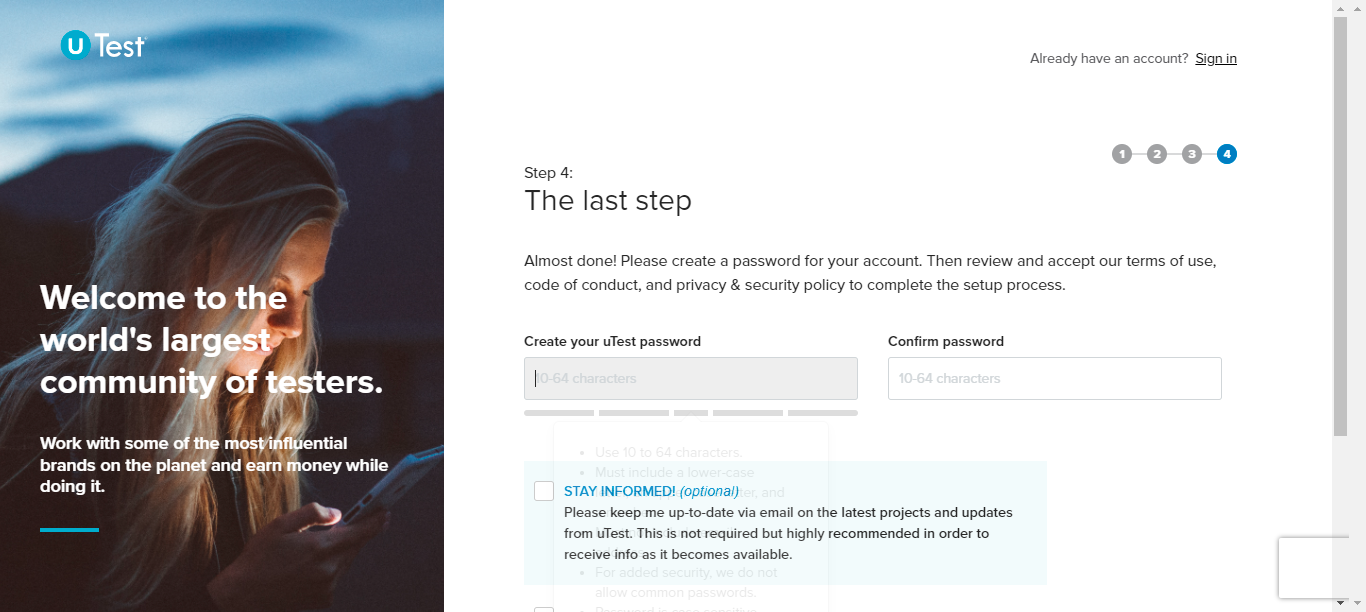 u Test
Already have an account? Sign in
1 2 3 4
Step 4:
The last step
Almost done! Please create a password for your account. Then review and accept our terms of use,
code of conduct, and privacy & security policy to complete the setup process.
Create your uTest password
Confirm password
10-64 characters
10-64 characters
Use 10 to 64 characters.
Must include a lower-case
STAY INFORMED! (optional)
Please keep me up-to-date via email on the latest projects and updates
from uTest. This is not required but highly recommended in order to
receive info as it becomes available.
For added security, we do not
allow common passwords.
Password is case sensitive
Welcome to the
world's largest
community of testers.
Work with some of the most influential
brands on the planet and earn money while
doing it.